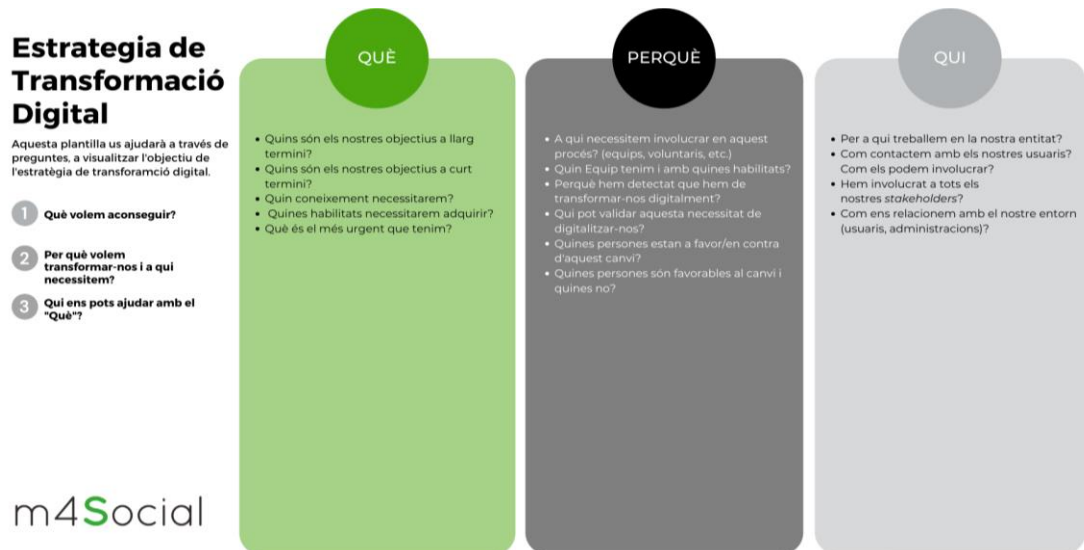 Estrategia de
Transformació
Digital
Aquesta plantilla us ajudarà a través de
preguntes, a visualitzar l'objectiu de
l'estratègia de transforamció digital.
1 Què volem aconseguir?
2 Per què volem
transformar-nos i a qui
necessitem?
3 Qui ens pots ajudar amb el
"Què"?
m4Social
QUÈ
• Quins són els nostres objectius a llarg
termini?
• Quins són els nostres objectius a curt
termini?
• Quin coneixement necessitarem?
• Quines habilitats necessitarem adquirir?
• Què és el més urgent que tenim?
PERQUÈ
• A qui necessitem involucrar en aquest
procés? (equips, voluntaris, etc.)
• Quin Equip tenim i amb quines habilitats?
• Perquè hem detectat que hem de
transformar-nos digitalment?
• Qui pot validar aquesta necessitat de
digitalitzar-nos?
• Quines persones estan a favor/en contra
d'aquest canvi?
• Quines persones són favorables al canvi i
quines no?
QUI
• Per a qui treballem en la nostra entitat?
• Com contactem amb els nostres usuaris?
Com els podem involucrar?
• Hem involucrat a tots els
nostres stakeholders?
• Com ens relacionem amb el nostre entorn
(usuaris, administracions)?